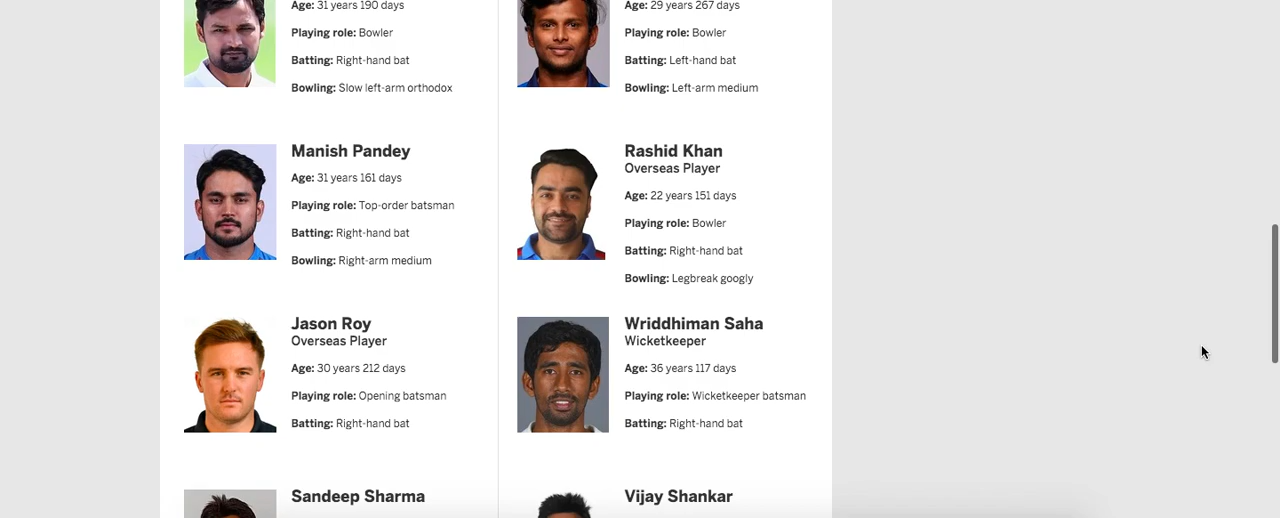 Age: 31 years 190 days
Playing role: Bowler
Batting: Right-hand bat
Bowling: Slow left-arm orthodox
Age: 29 years 267 days
Playing role: Bowler
Batting: Left-hand bat
Bowling: Left-arm medium
Manish Pandey
Age: 31 years 161 days
Playing role: Top-order batsman
Batting: Right-hand bat
Bowling: Right-arm medium
Rashid Khan
Overseas Player
Age: 22 years 151 days
Playing role: Bowler
Batting: Right-hand bat
Bowling: Legbreak googly
Jason Roy
Overseas Player
Age: 30 years 212 days
Playing role: Opening batsman
Batting: Right-hand bat
Wriddhiman Saha
Wicketkeeper
Age: 36 years 117 days
Playing role: Wicketkeeper batsman
Batting: Right-hand bat
Sandeep Sharma
Vijay Shankar